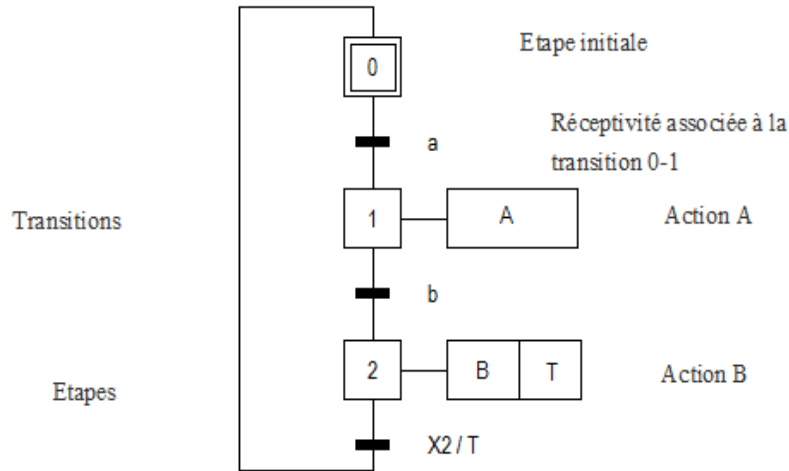 Etape initiale
0
a
Réceptivité associée à la
transition 0-1
Transitions
1
A
Action A
b
Etapes
2
B
T
Action B
X2 / T